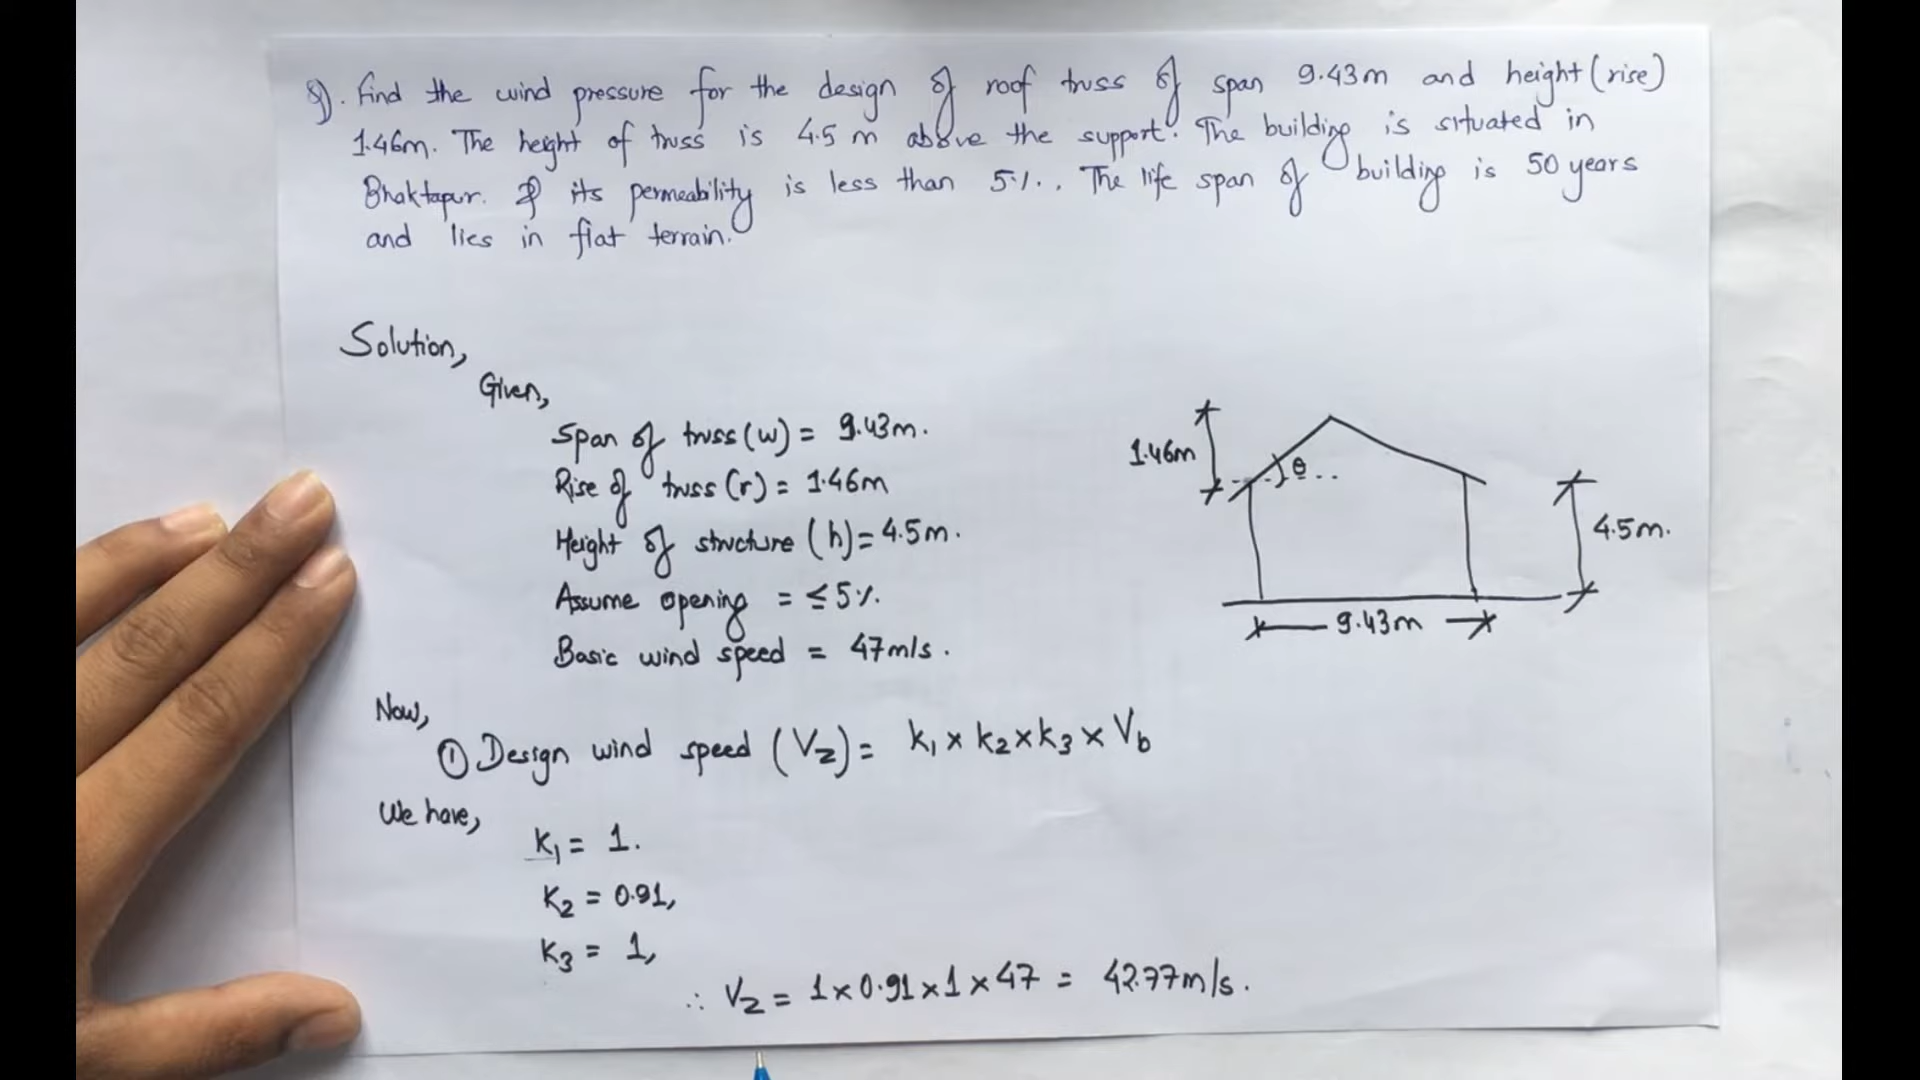 Q). Find the wind pressure for the design of roof truss of span 9.43m and height (rise)
1.46m. The height of truss is 4.5 m above the support. The building is situated in
Bhaktapur. & its permeability is less than 5%. The life span of building is 50 years
and lies in flat terrain.
Solution,
Given,
Span of truss (w) = 9.43m.
Rise of truss (r) = 1.46m
Height of structure (h) = 4.5m.
Assume opening = ≤ 5%.
Basic wind speed = 47m/s.
1.46m
θ
4.5m.
9.43m
Now,
① Design wind speed (Vz) = k1 x k2 x k3 x Vb
We have,
K1 = 1.
K2 = 0.91,
K3 = 1,
∴ Vz = 1 x 0.91 x 1 x 47 = 42.77m/s.